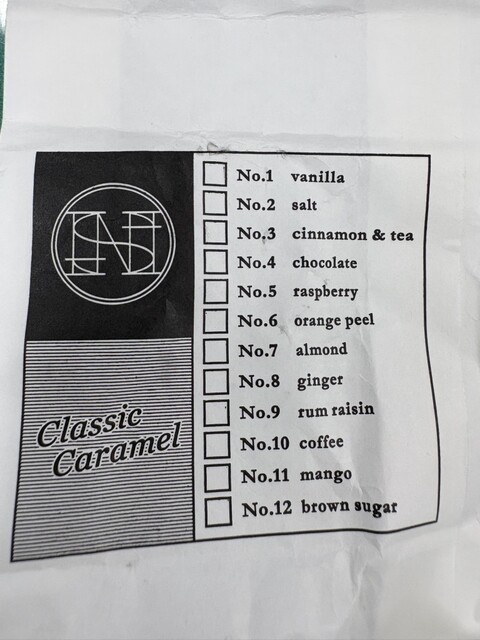 No.1 vanilla
No.2 salt
No.3 cinnamon & tea
No.4 chocolate
No.5 raspberry
No.6 orange peel
No.7 almond
No.8 ginger
No.9 rum raisin
No.10 coffee
No.11 mango
No.12 brown sugar
Classic
Caramel